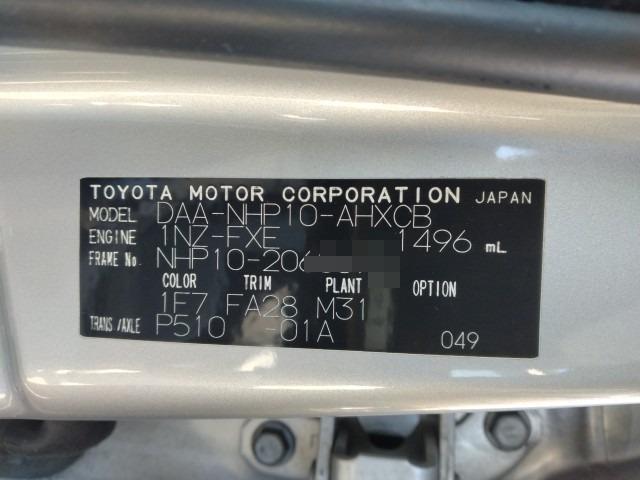 TOYOTA MOTOR CORPORATION JAPAN
MODEL DAA-NHP10-AHXCB
ENGINE 1NZ-FXE 1496 mL
FRAME No. NHP10-206
COLOR TRIM PLANT OPTION
1F7 FA28 M31
TRANS/AXLE P510 -01A 049